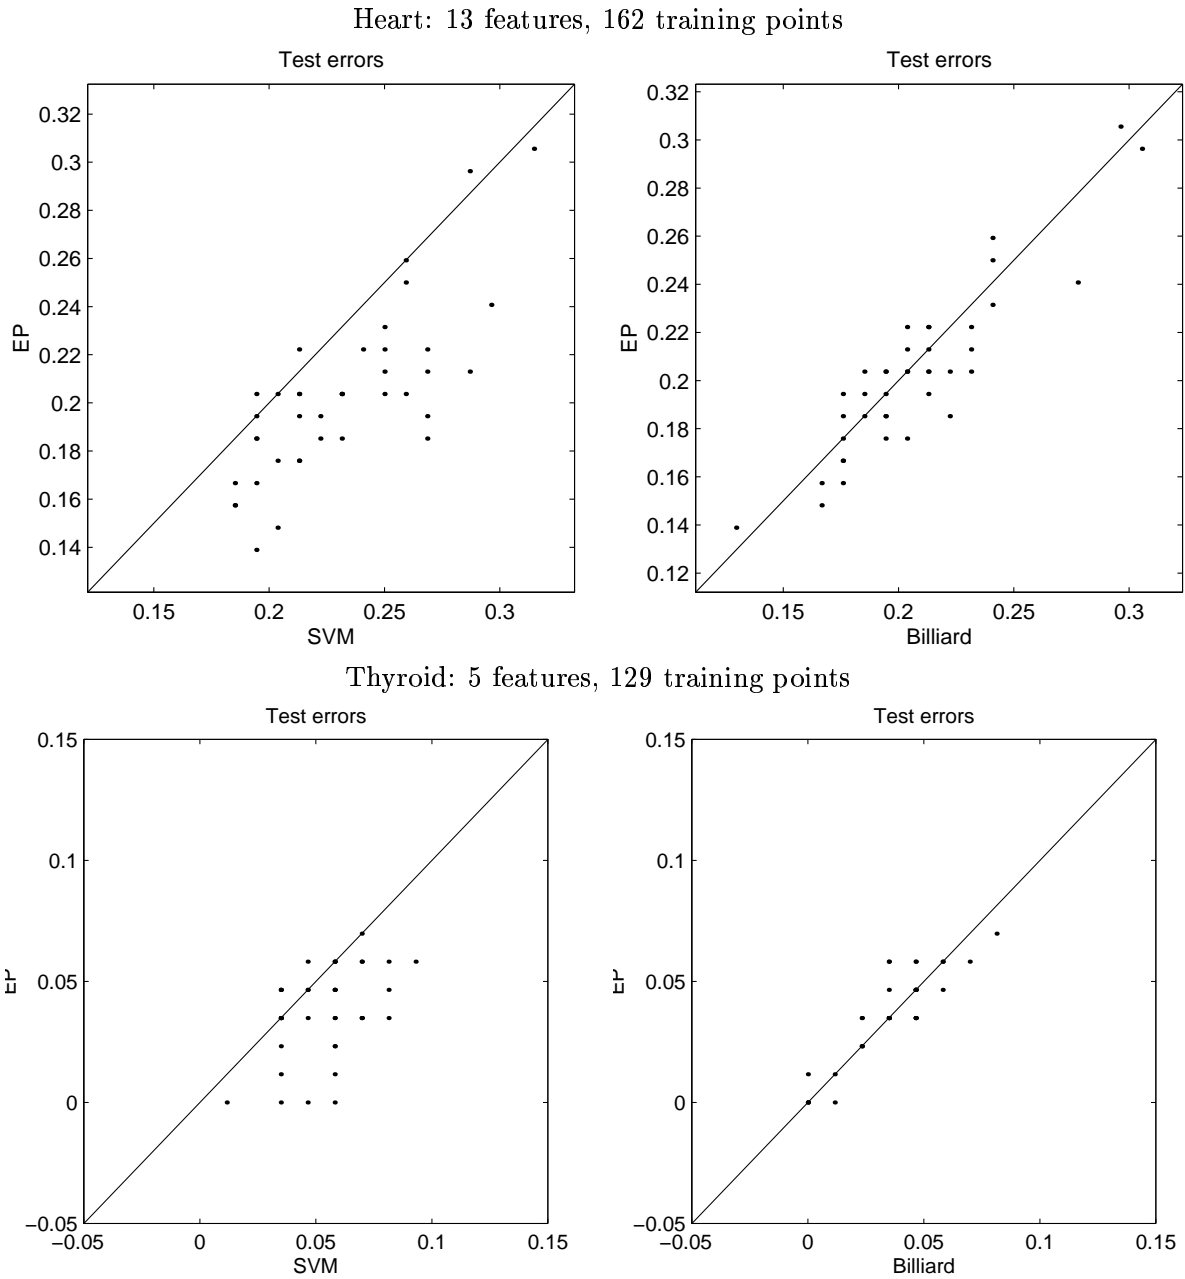 Heart: 13 features, 162 training points
Test errors
0.32
0.3
0.28
0.26
0.24
0.22
0.2
0.18
0.16
0.14
EP
0.15 0.2 0.25 0.3
SVM
Test errors
0.32
0.3
0.28
0.26
0.24
0.22
0.2
0.18
0.16
0.14
0.12
EP
0.15 0.2 0.25 0.3
Billiard
Thyroid: 5 features, 129 training points
Test errors
0.15
0.1
0.05
0
−0.05
EP
−0.05 0 0.05 0.1 0.15
SVM
Test errors
0.15
0.1
0.05
0
−0.05
EP
−0.05 0 0.05 0.1 0.15
Billiard